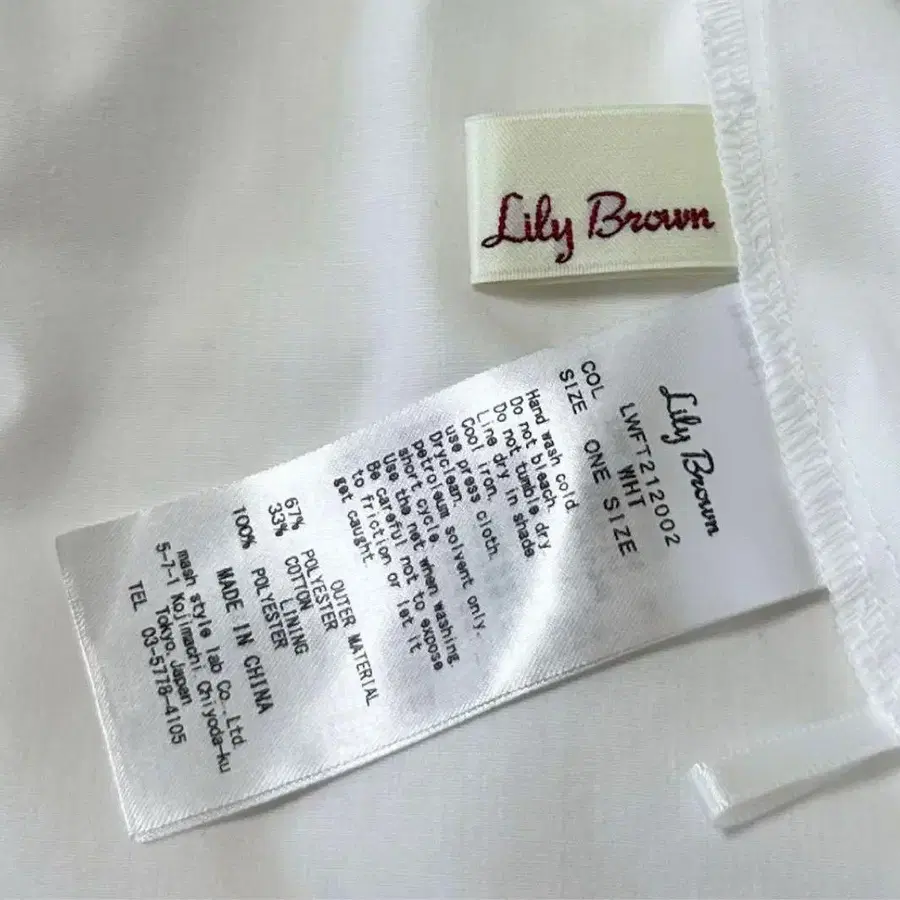 Lily Brown
Lily Brown
LWFT212002
COL WHT
SIZE ONE SIZE
Hand wash cold
Do not bleach.
Do not tumble dry
Line dry in shade
Cool iron.
use press cloth.
Dryclean.
petroleum solvent only.
short cycle.
Use the net when washing.
Be careful not to expose
to friction or let it
get caught.
OUTER MATERIAL
67% POLYESTER
33% COTTON
LINING
100% POLYESTER
MADE IN CHINA
mash style lab Co.,Ltd.
5-7-1 Kojimachi Chiyoda-ku
Tokyo.Japan
TEL 03-5778-4105